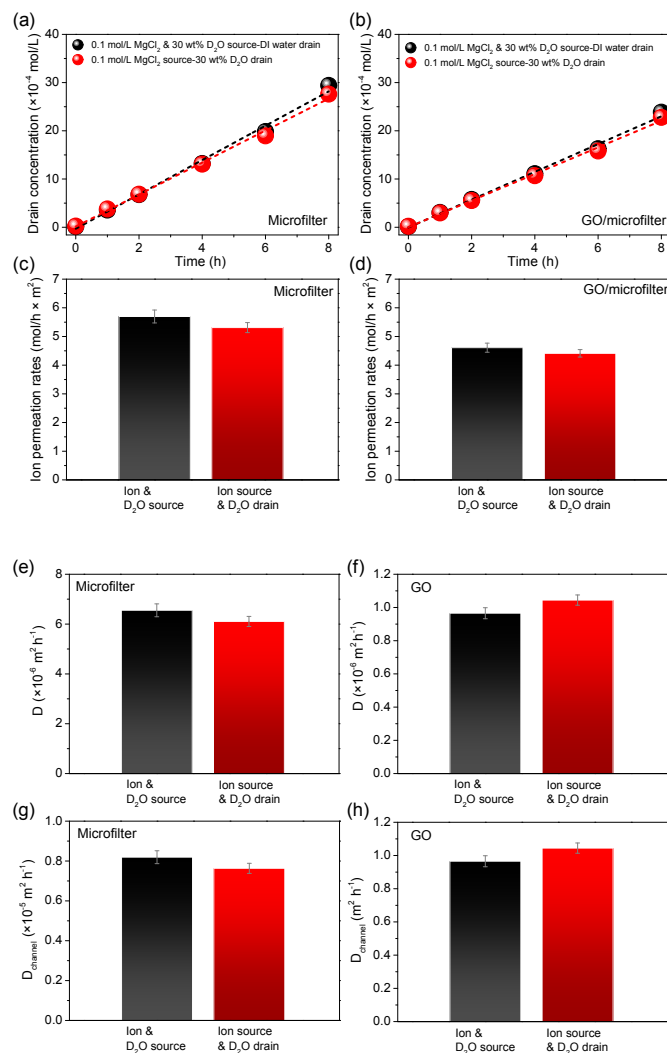 (a)
0.1 mol/L MgCl₂ & 30 wt% D₂O source-DI water drain
0.1 mol/L MgCl₂ source-30 wt% D₂O drain
Drain concentration (×10⁻⁴ mol/L)
40
30
20
10
0
Microfilter
0 2 4 6 8
Time (h)
(b)
0.1 mol/L MgCl₂ & 30 wt% D₂O source-DI water drain
0.1 mol/L MgCl₂ source-30 wt% D₂O drain
Drain concentration (×10⁻⁴ mol/L)
40
30
20
10
0
GO/microfilter
0 2 4 6 8
Time (h)
(c)
Microfilter
Ion permeation rates (mol/h × m²)
7
6
5
4
3
2
1
0
Ion &
D₂O source
Ion source
& D₂O drain
(d)
GO/microfilter
Ion permeation rates (mol/h × m²)
7
6
5
4
3
2
1
0
Ion &
D₂O source
Ion source
& D₂O drain
(e)
Microfilter
D (×10⁻⁶ m² h⁻¹)
8
6
4
2
0
Ion &
D₂O source
Ion source
& D₂O drain
(f)
GO
D (×10⁻⁶ m² h⁻¹)
1.2
1.0
0.8
0.6
0.4
0.2
0.0
Ion &
D₂O source
Ion source
& D₂O drain
(g)
Microfilter
D channel (×10⁻⁵ m² h⁻¹)
1.0
0.8
0.6
0.4
0.2
0.0
Ion &
D₂O source
Ion source
& D₂O drain
(h)
GO
D channel (m² h⁻¹)
1.2
1.0
0.8
0.6
0.4
0.2
0.0
Ion &
D₂O source
Ion source
& D₂O drain